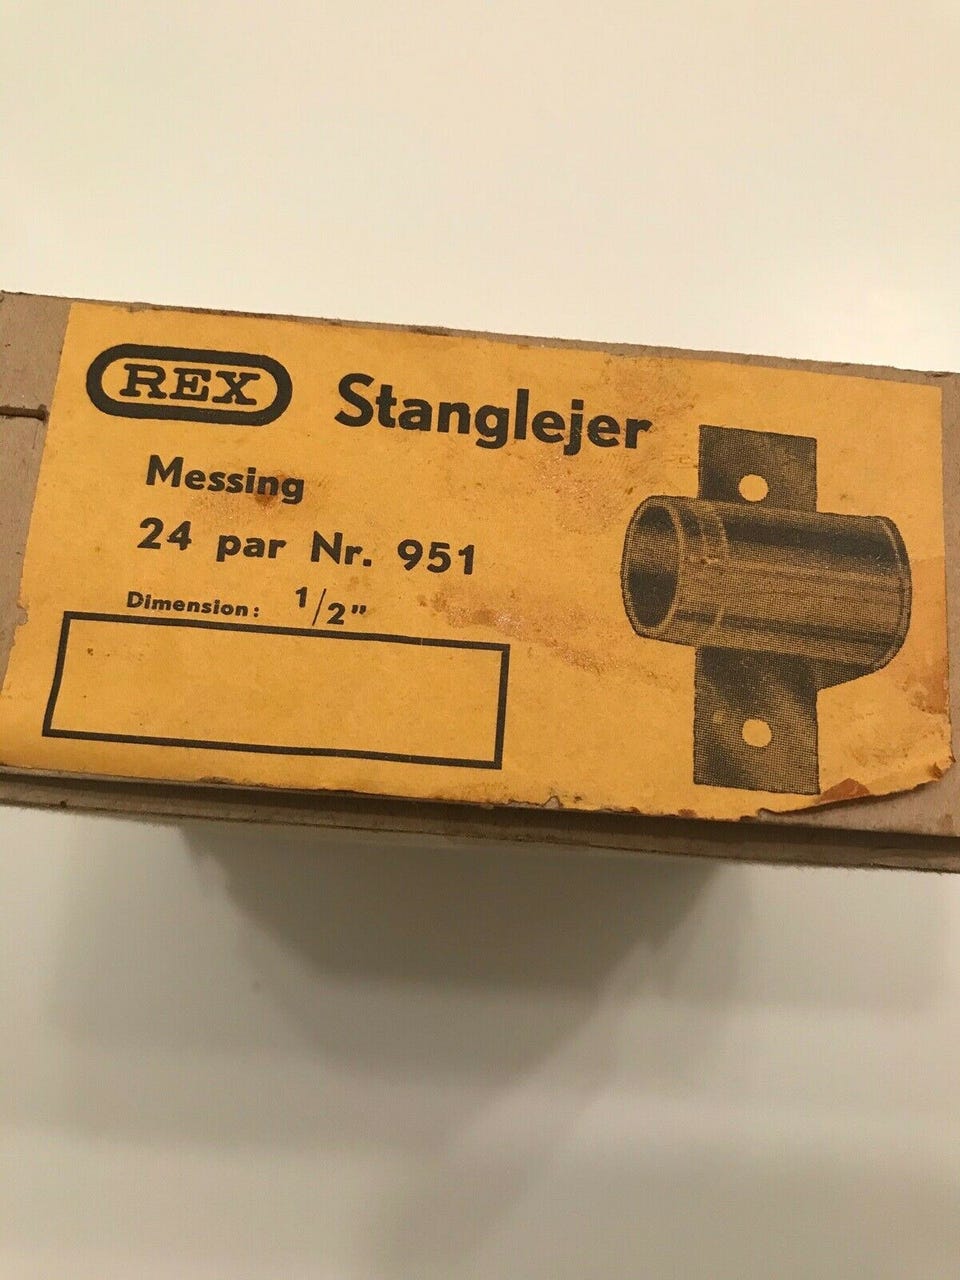 REX
Stanglejer
Messing
24 par Nr. 951
Dimension: 1/2"